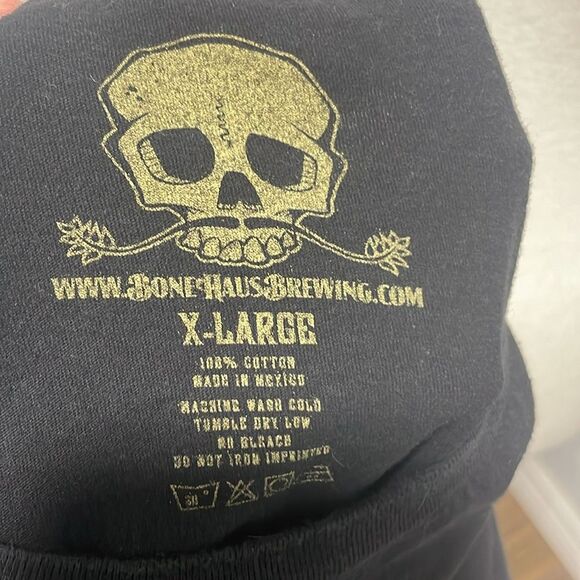 www.BoneHausBrewing.com
X-LARGE
100% COTTON
MADE IN MEXICO
MACHINE WASH COLD
TUMBLE DRY LOW
NO BLEACH
DO NOT IRON IMPRINTED
30°